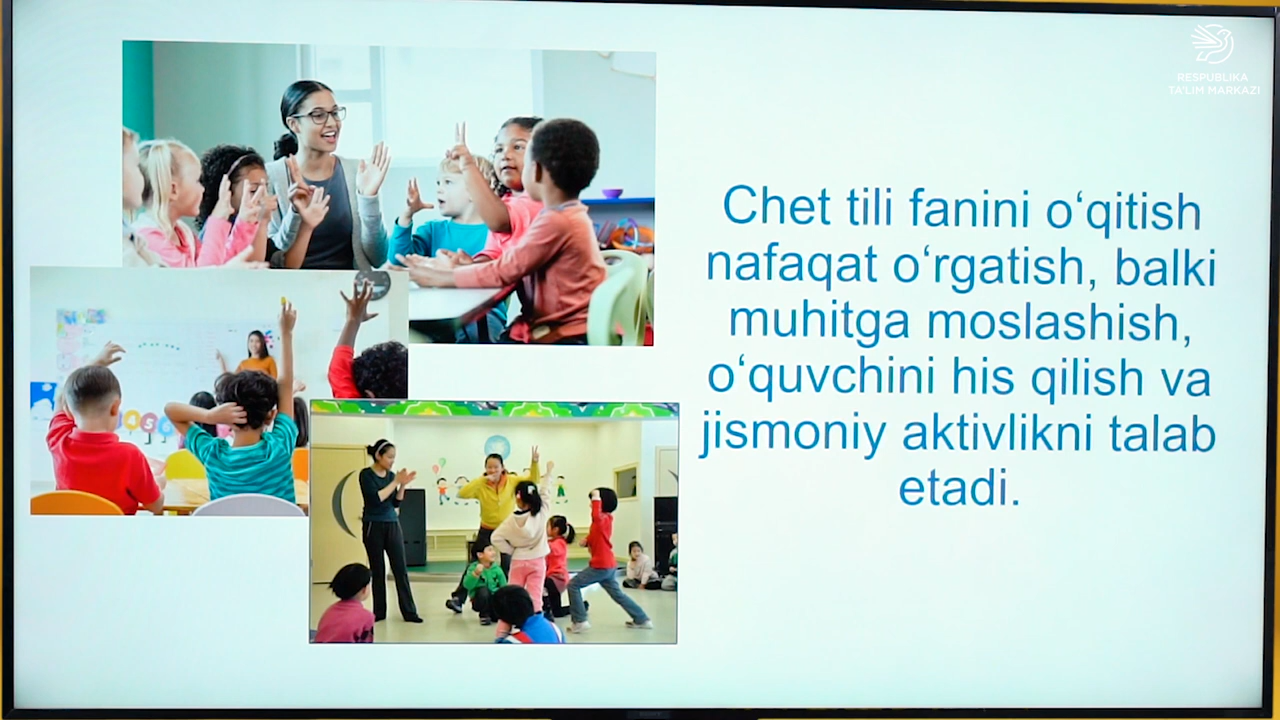 RESPUBLIKA
TA'LIM MARKAZI
Chet tili fanini o‘qitish
nafaqat o‘rgatish, balki
muhitga moslashish,
o‘quvchini his qilish va
jismoniy aktivlikni talab
etadi.